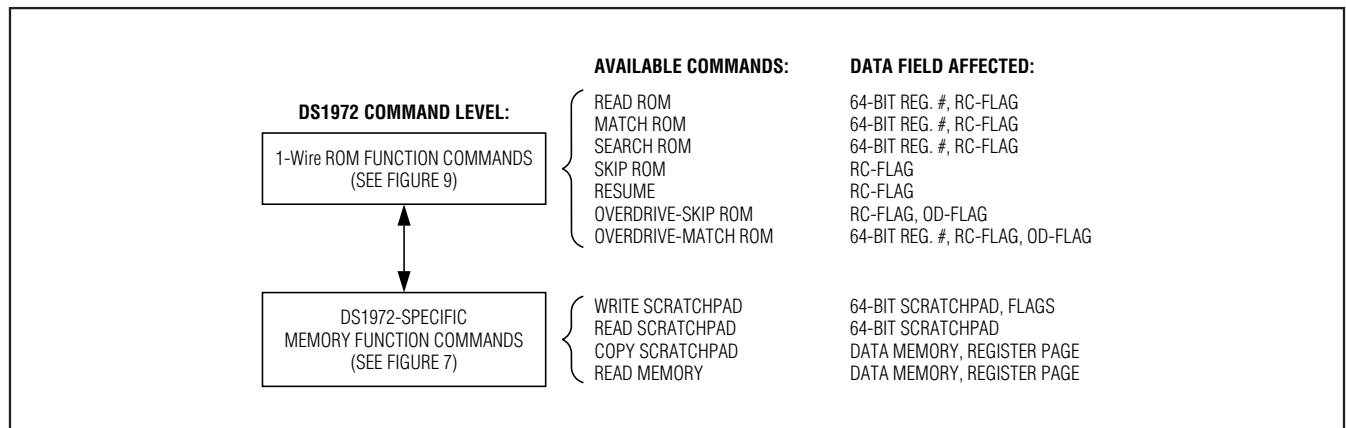 AVAILABLE COMMANDS: DATA FIELD AFFECTED:
DS1972 COMMAND LEVEL:
1-Wire ROM FUNCTION COMMANDS
(SEE FIGURE 9)
READ ROM 64-BIT REG. #, RC-FLAG
MATCH ROM 64-BIT REG. #, RC-FLAG
SEARCH ROM 64-BIT REG. #, RC-FLAG
SKIP ROM RC-FLAG
RESUME RC-FLAG
OVERDRIVE-SKIP ROM RC-FLAG, OD-FLAG
OVERDRIVE-MATCH ROM 64-BIT REG. #, RC-FLAG, OD-FLAG
DS1972-SPECIFIC
MEMORY FUNCTION COMMANDS
(SEE FIGURE 7)
WRITE SCRATCHPAD 64-BIT SCRATCHPAD, FLAGS
READ SCRATCHPAD 64-BIT SCRATCHPAD
COPY SCRATCHPAD DATA MEMORY, REGISTER PAGE
READ MEMORY DATA MEMORY, REGISTER PAGE